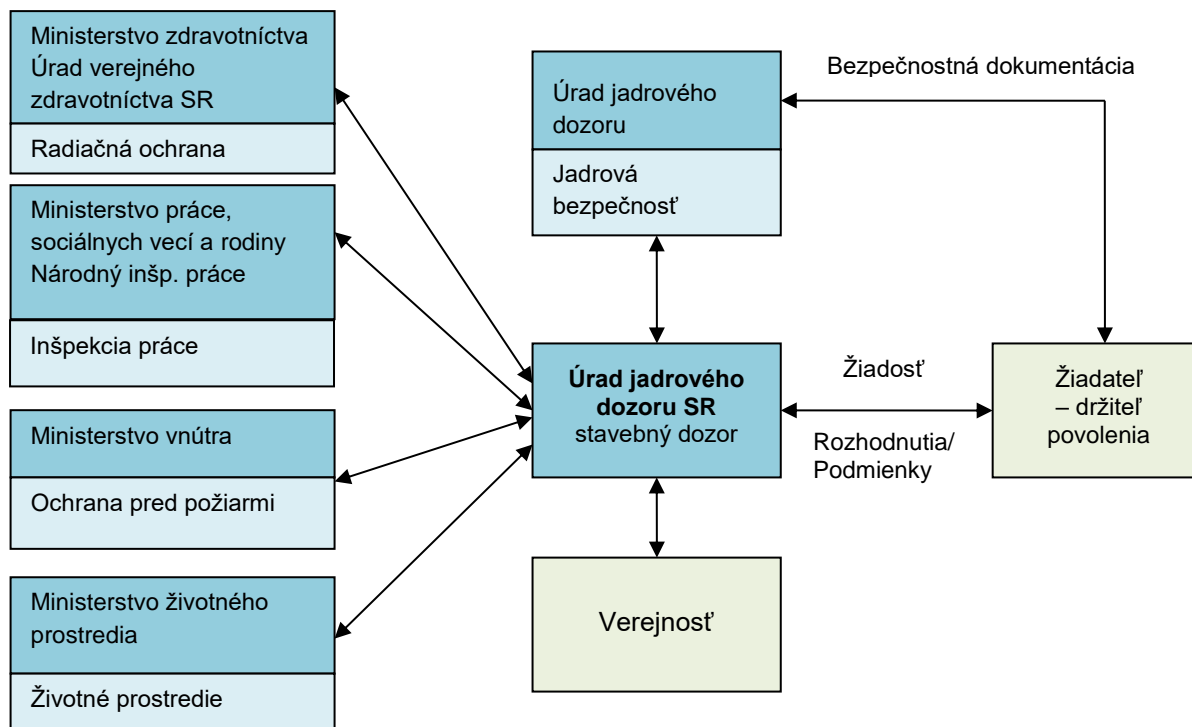 Ministerstvo zdravotníctva
Úrad verejného
zdravotníctva SR
Radiačná ochrana
Ministerstvo práce,
sociálnych vecí a rodiny
Národný inšp. práce
Inšpekcia práce
Ministerstvo vnútra
Ochrana pred požiarmi
Ministerstvo životného
prostredia
Životné prostredie
Úrad jadrového
dozoru
Jadrová
bezpečnosť
Úrad jadrového
dozoru SR
stavebný dozor
Verejnosť
Bezpečnostná dokumentácia
Žiadosť
Rozhodnutia/
Podmienky
Žiadateľ
– držiteľ
povolenia